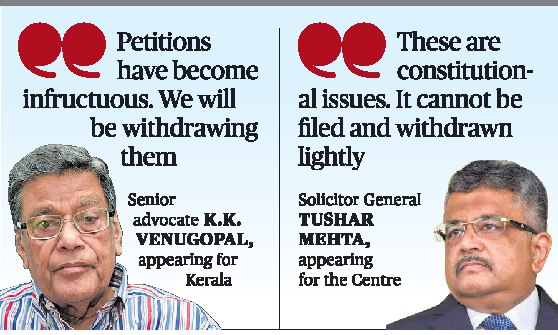 Petitions
have become
infructuous. We will
be withdrawing
them
Senior
advocate K.K.
VENUGOPAL,
appearing for
Kerala
These are
constitution-
al issues. It cannot be
filed and withdrawn
lightly
Solicitor General
TUSHAR
MEHTA,
appearing
for the Centre